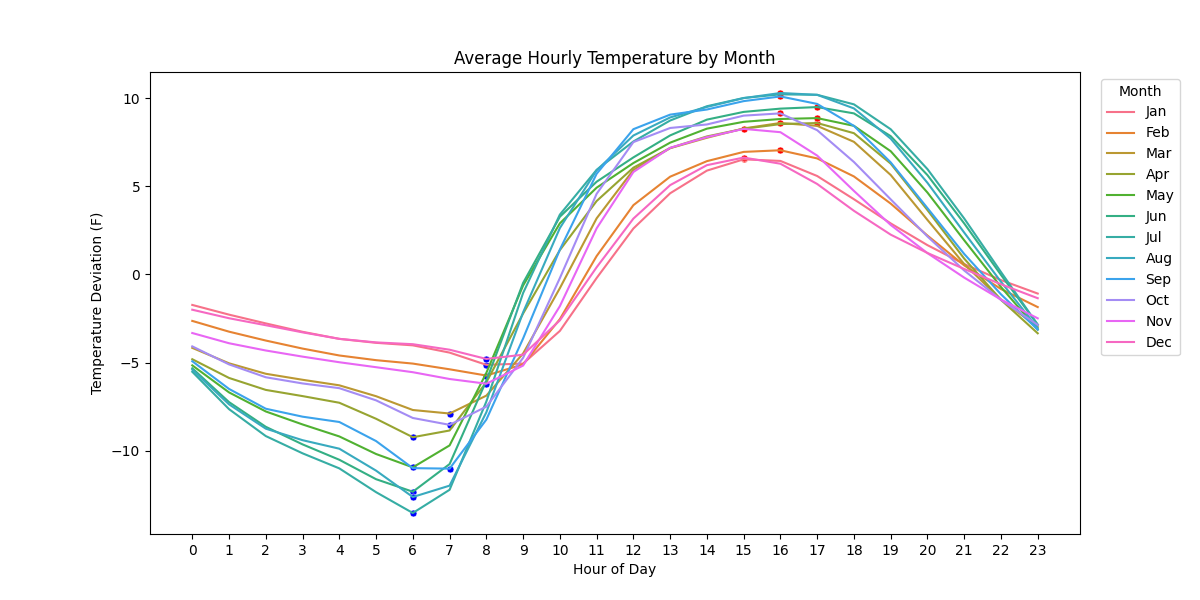 Average Hourly Temperature by Month
Temperature Deviation (F)
10
5
0
−5
−10
0 1 2 3 4 5 6 7 8 9 10 11 12 13 14 15 16 17 18 19 20 21 22 23
Hour of Day
Month
Jan
Feb
Mar
Apr
May
Jun
Jul
Aug
Sep
Oct
Nov
Dec